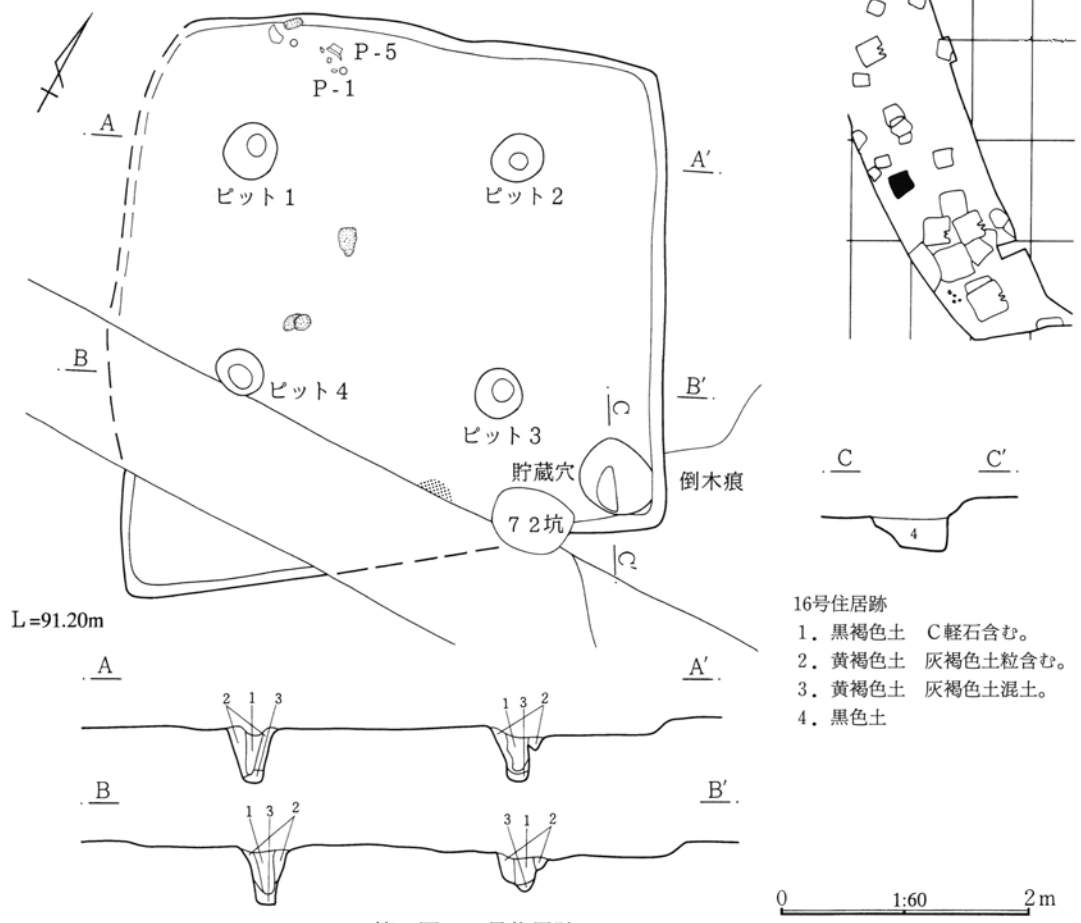 P-5
P-1
A
A′
ピット1
ピット2
B
B′
ピット4
ピット3
C
貯蔵穴
倒木痕
72坑
C′
C
C′
4
L=91.20m
16号住居跡
1．黒褐色土　C軽石含む。
2．黄褐色土　灰褐色土粒含む。
3．黄褐色土　灰褐色土混土。
4．黒色土
A
A′
2 1 3
1 3 2
B
B′
1 3 2
3 1 2
0 1:60 2m